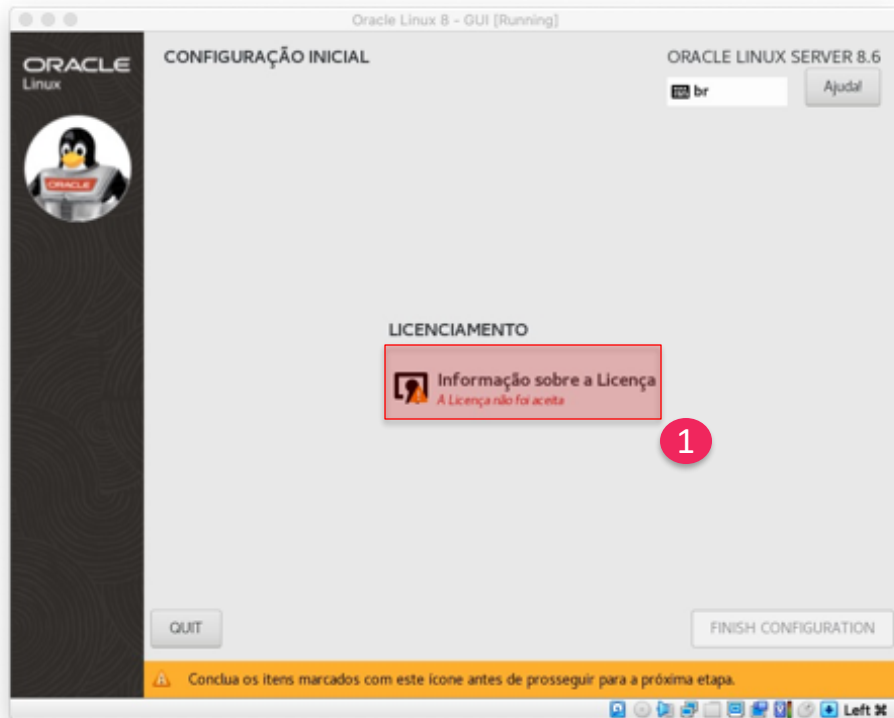 Oracle Linux 8 - GUI [Running]
ORACLE
Linux
ORACLE
CONFIGURAÇÃO INICIAL
ORACLE LINUX SERVER 8.6
br
Ajuda!
LICENCIAMENTO
Informação sobre a Licença
A Licença não foi aceita
1
QUIT
FINISH CONFIGURATION
Conclua os itens marcados com este ícone antes de prosseguir para a próxima etapa.
Left ⌘